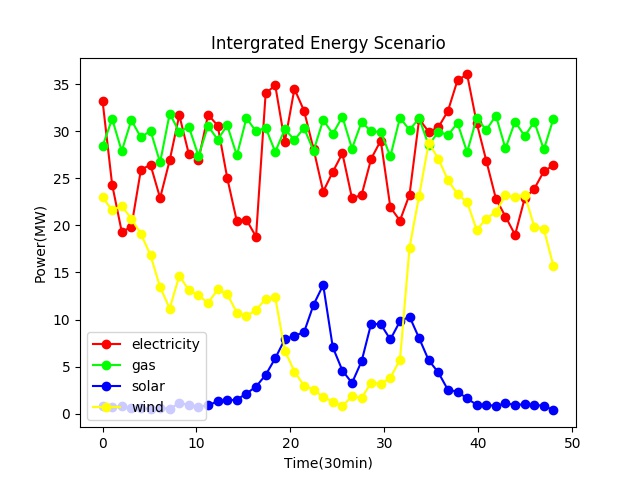 Intergrated Energy Scenario
Power(MW)
35
30
25
20
15
10
5
0
electricity
gas
solar
wind
0 10 20 30 40 50
Time(30min)